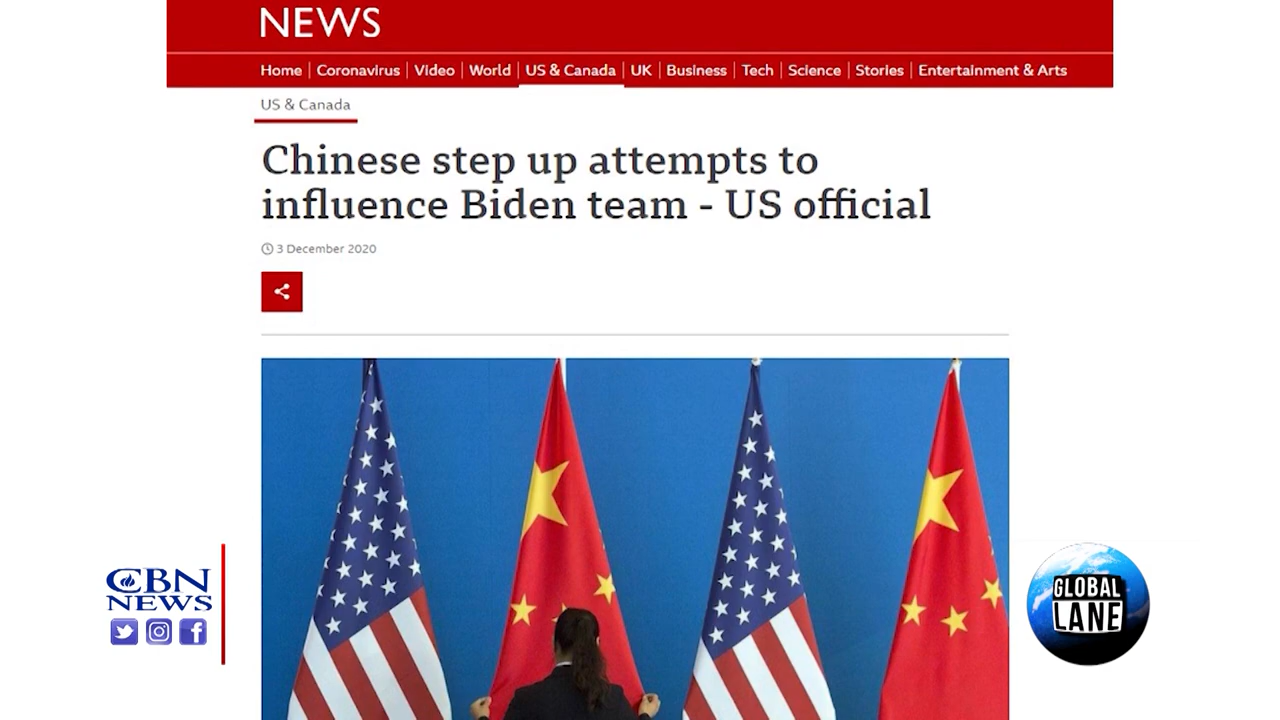 NEWS
Home Coronavirus Video World US & Canada UK Business Tech Science Stories Entertainment & Arts
US & Canada
Chinese step up attempts to
influence Biden team - US official
3 December 2020
CBN
NEWS
GLOBAL
LANE